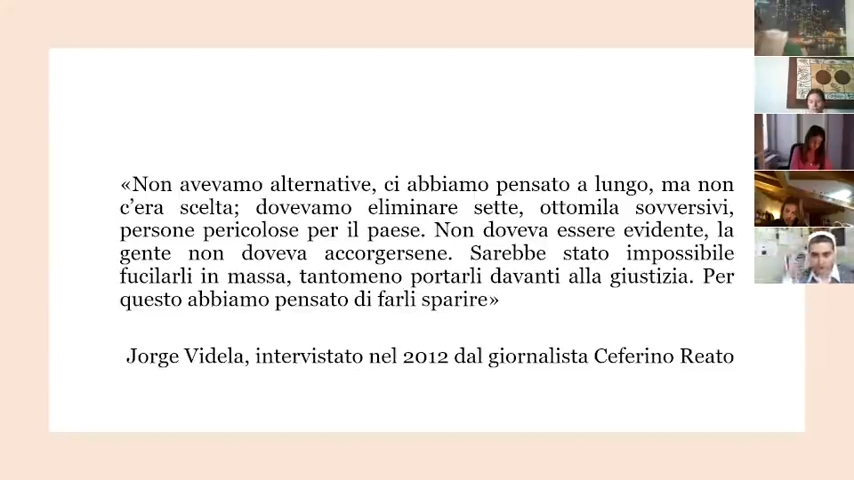 «Non avevamo alternative, ci abbiamo pensato a lungo, ma non
c'era scelta; dovevamo eliminare sette, ottomila sovversivi,
persone pericolose per il paese. Non doveva essere evidente, la
gente non doveva accorgersene. Sarebbe stato impossibile
fucilarli in massa, tantomeno portarli davanti alla giustizia. Per
questo abbiamo pensato di farli sparire»
Jorge Videla, intervistato nel 2012 dal giornalista Ceferino Reato